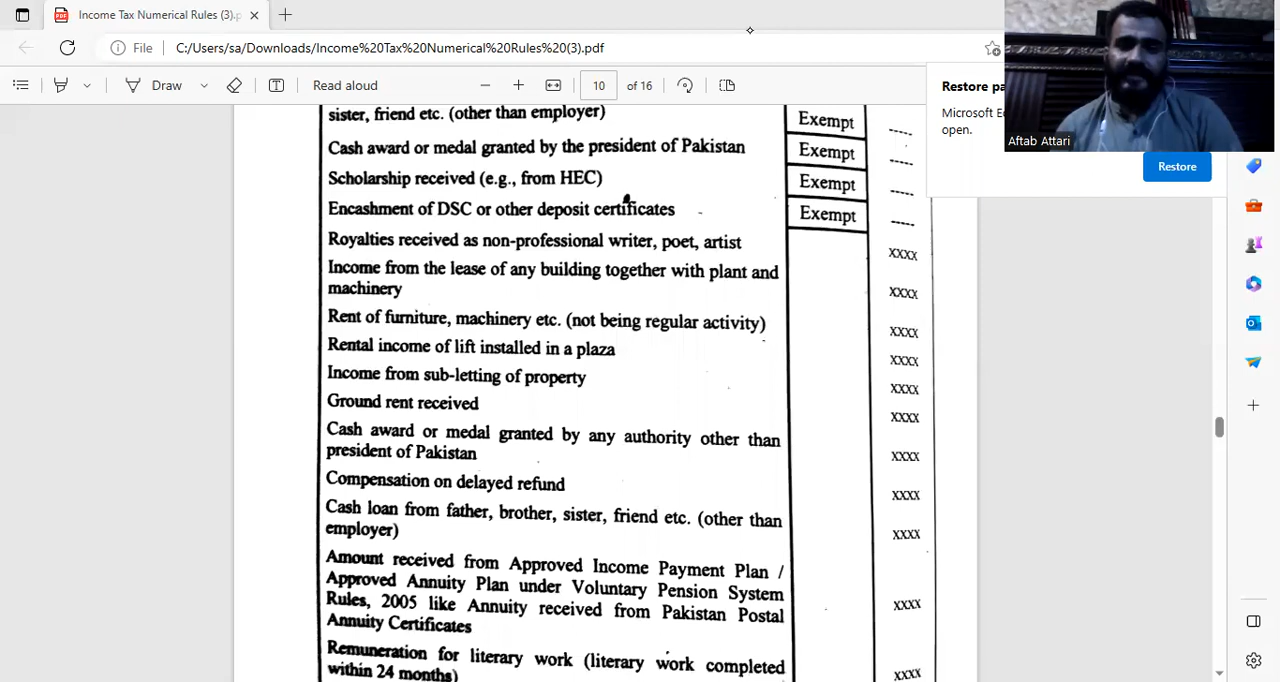 Income Tax Numerical Rules (3).p
File
C:/Users/sa/Downloads/Income%20Tax%20Numerical%20Rules%20(3).pdf
Draw
Read aloud
10
of 16
Restore pa
Microsoft Ec
open.
Restore
Aftab Attari
sister, friend etc. (other than employer) Exempt -----
Cash award or medal granted by the president of Pakistan Exempt -----
Scholarship received (e.g., from HEC) Exempt -----
Encashment of DSC or other deposit certificates Exempt -----
Royalties received as non-professional writer, poet, artist xxxx
Income from the lease of any building together with plant and
machinery xxxx
Rent of furniture, machinery etc. (not being regular activity) xxxx
Rental income of lift installed in a plaza xxxx
Income from sub-letting of property xxxx
Ground rent received xxxx
Cash award or medal granted by any authority other than
president of Pakistan xxxx
Compensation on delayed refund xxxx
Cash loan from father, brother, sister, friend etc. (other than
employer) xxxx
Amount received from Approved Income Payment Plan /
Approved Annuity Plan under Voluntary Pension System
Rules, 2005 like Annuity received from Pakistan Postal xxxx
Annuity Certificates
Remuneration for literary work (literary work completed
within 24 months) xxxx